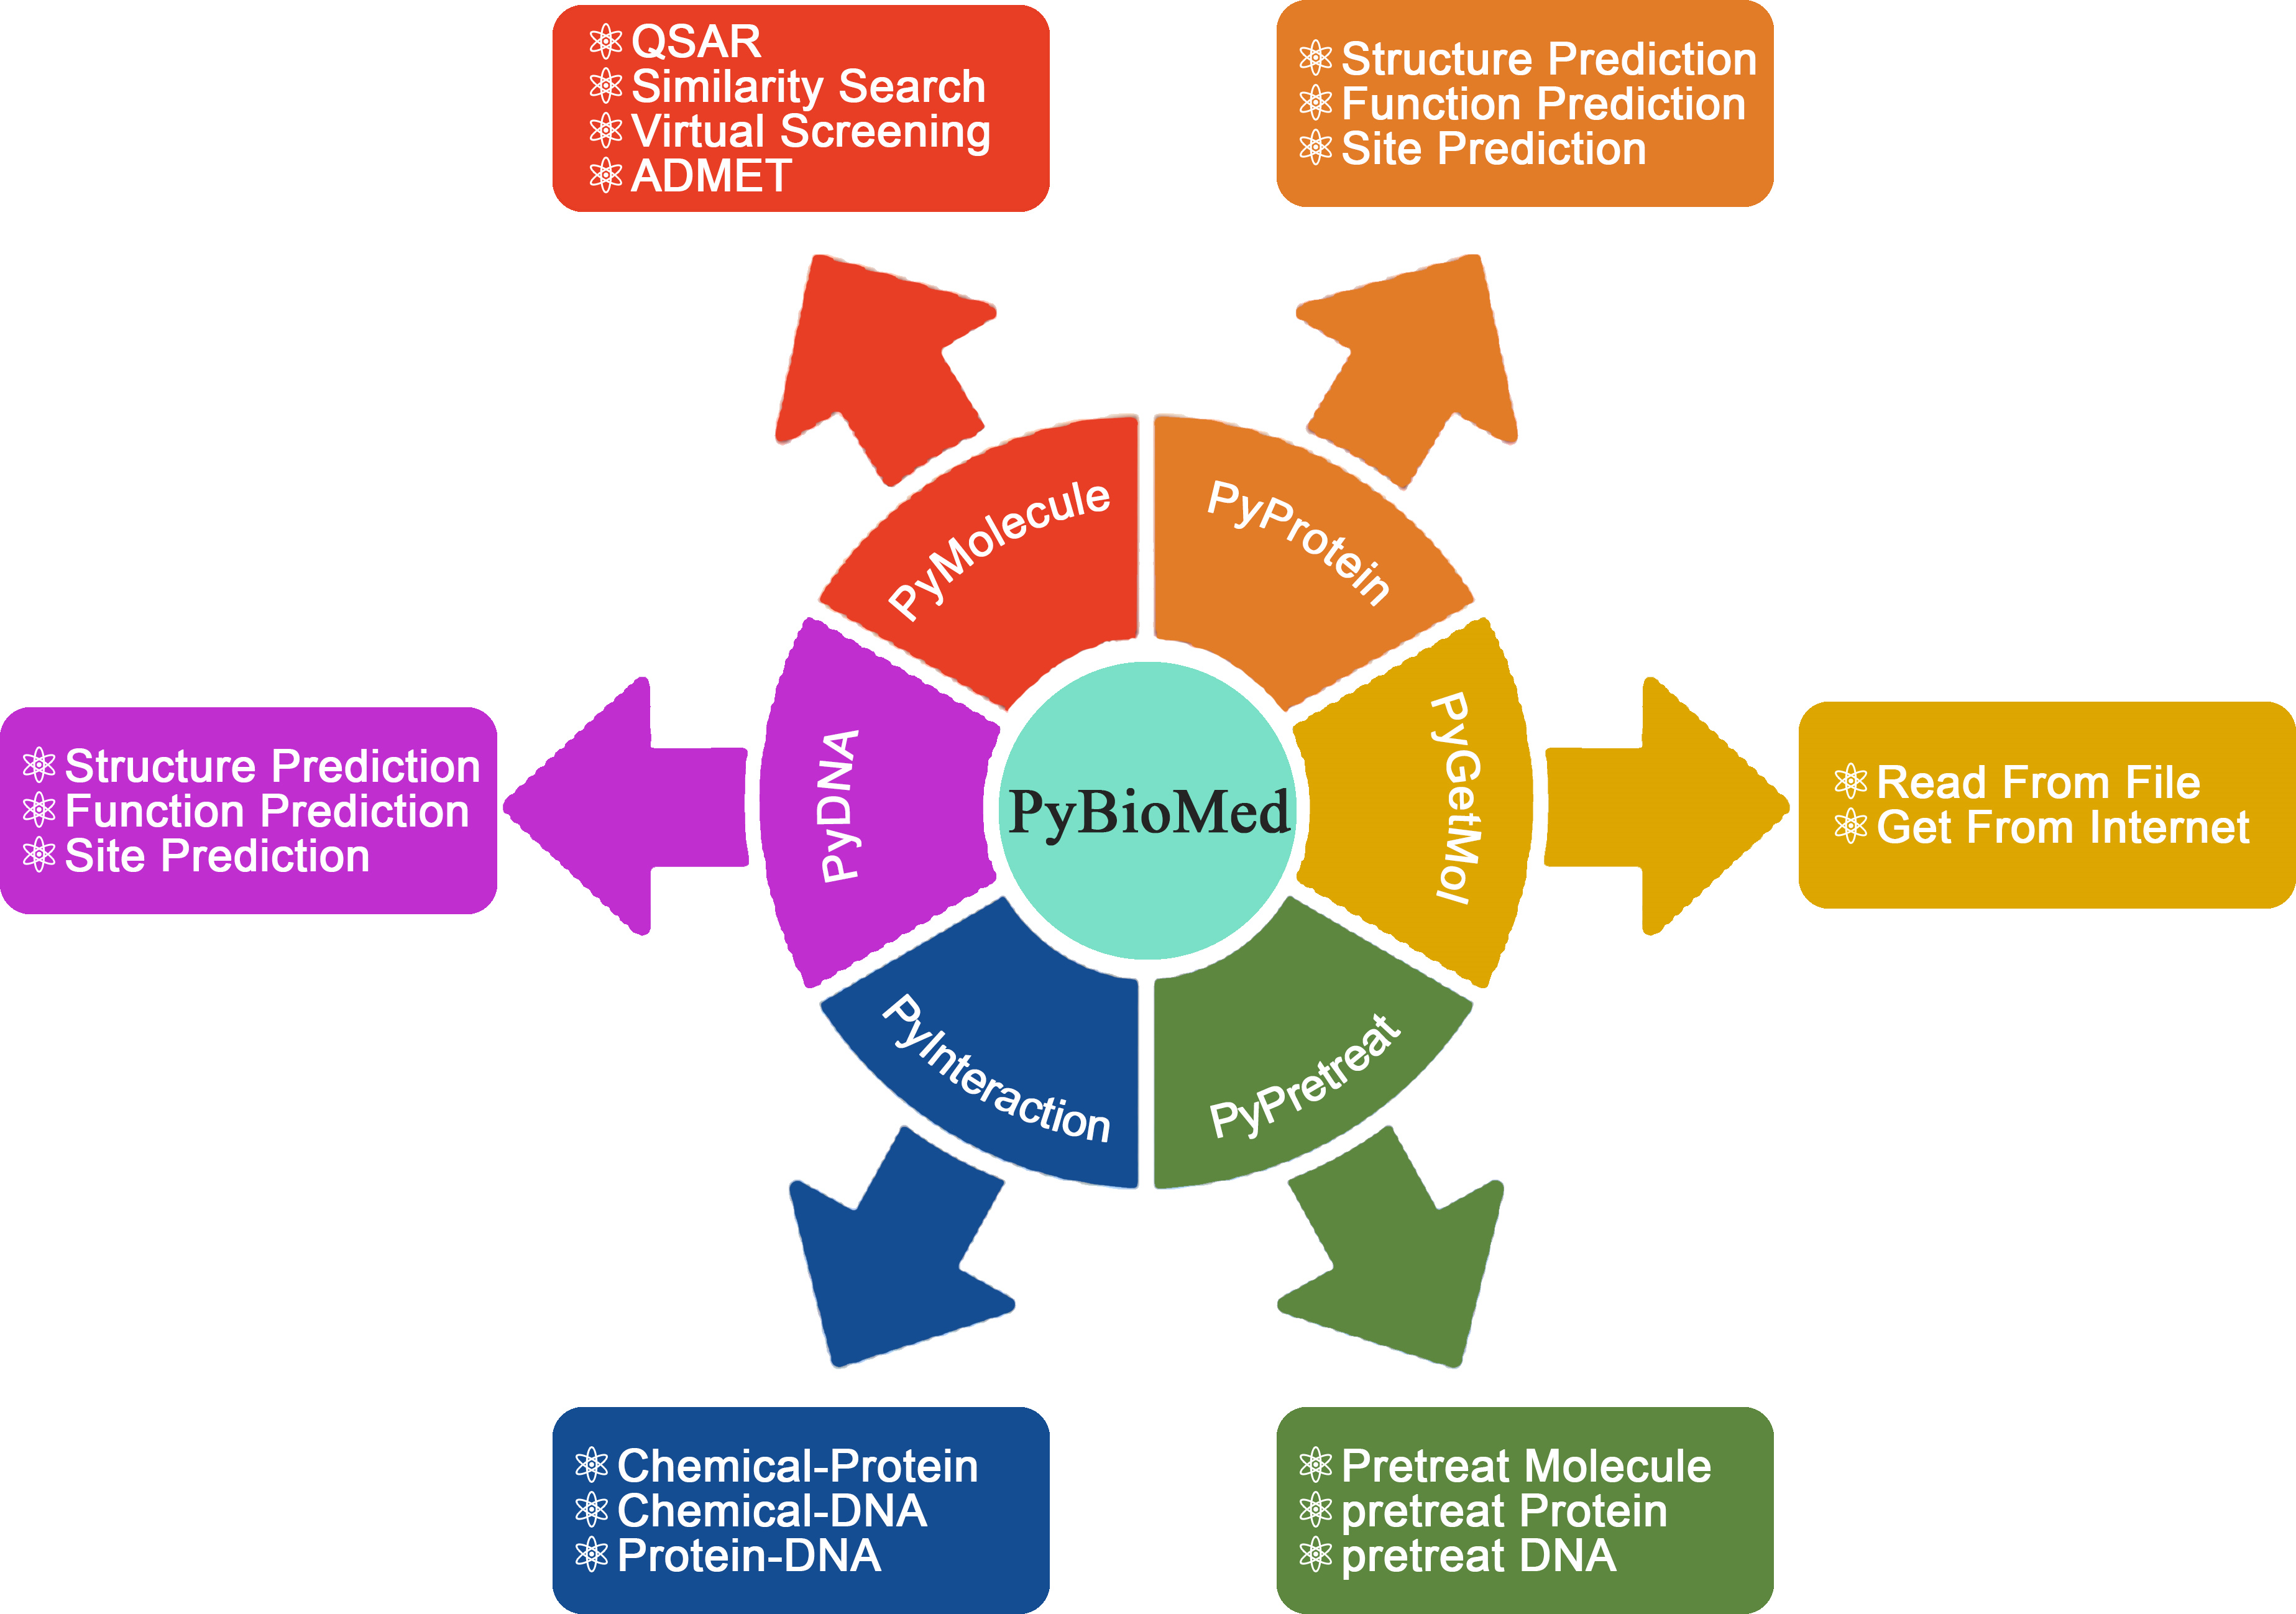 QSAR
Similarity Search
Virtual Screening
ADMET
Structure Prediction
Function Prediction
Site Prediction
PyMolecule
PyProtein
PyDNA
PyGetMol
PyBioMed
PyInteraction
PyPretreat
Structure Prediction
Function Prediction
Site Prediction
Read From File
Get From Internet
Chemical-Protein
Chemical-DNA
Protein-DNA
Pretreat Molecule
pretreat Protein
pretreat DNA